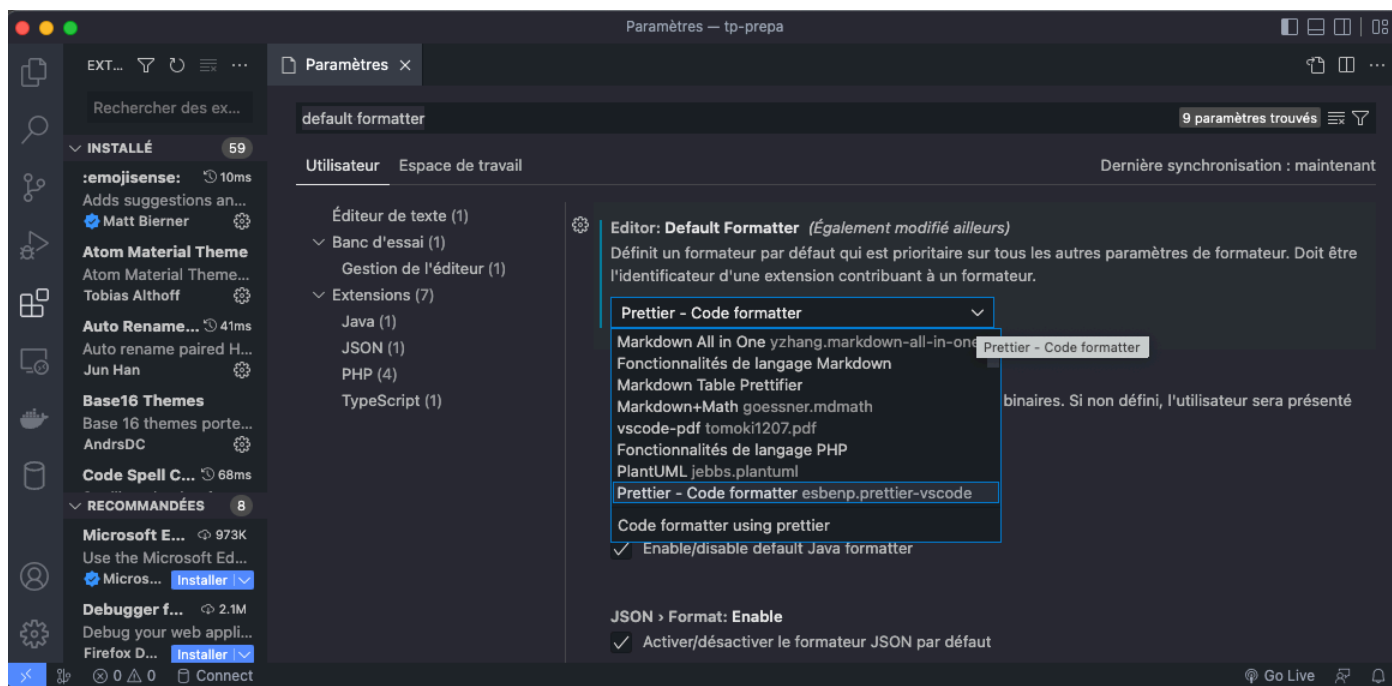 Paramètres — tp-prepa
EXT...
Paramètres
Rechercher des ex...
default formatter
9 paramètres trouvés
INSTALLÉ 59
Utilisateur Espace de travail
Dernière synchronisation : maintenant
:emojisense: 10ms
Adds suggestions an...
Matt Bierner
Atom Material Theme
Atom Material Theme...
Tobias Althoff
Auto Rename... 41ms
Auto rename paired H...
Jun Han
Base16 Themes
Base 16 themes porte...
AndrsDC
Code Spell C... 68ms
RECOMMANDÉES 8
Microsoft E... 973K
Use the Microsoft Ed...
Micros... Installer
Debugger f... 2.1M
Debug your web appli...
Firefox D... Installer
Éditeur de texte (1)
Banc d'essai (1)
Gestion de l'éditeur (1)
Extensions (7)
Java (1)
JSON (1)
PHP (4)
TypeScript (1)
Editor: Default Formatter (Également modifié ailleurs)
Définit un formateur par défaut qui est prioritaire sur tous les autres paramètres de formateur. Doit être
l'identificateur d'une extension contribuant à un formateur.
Prettier - Code formatter
Markdown All in One yzhang.markdown-all-in-one
Prettier - Code formatter
Fonctionnalités de langage Markdown
Markdown Table Prettifier
Markdown+Math goessner.mdmath
binaires. Si non défini, l'utilisateur sera présenté
vscode-pdf tomoki1207.pdf
Fonctionnalités de langage PHP
PlantUML jebbs.plantuml
Prettier - Code formatter esbenp.prettier-vscode
Code formatter using prettier
Enable/disable default Java formatter
JSON › Format: Enable
Activer/désactiver le formateur JSON par défaut
0 0 Connect
Go Live